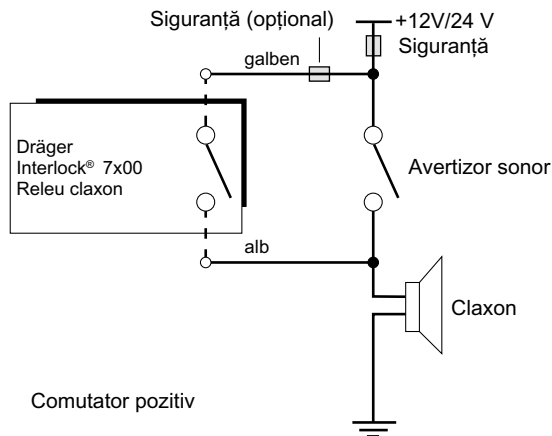 Siguranță (opțional)
+12V/24 V
Siguranță
galben
Dräger
Interlock® 7x00
Releu claxon
Avertizor sonor
alb
Claxon
Comutator pozitiv